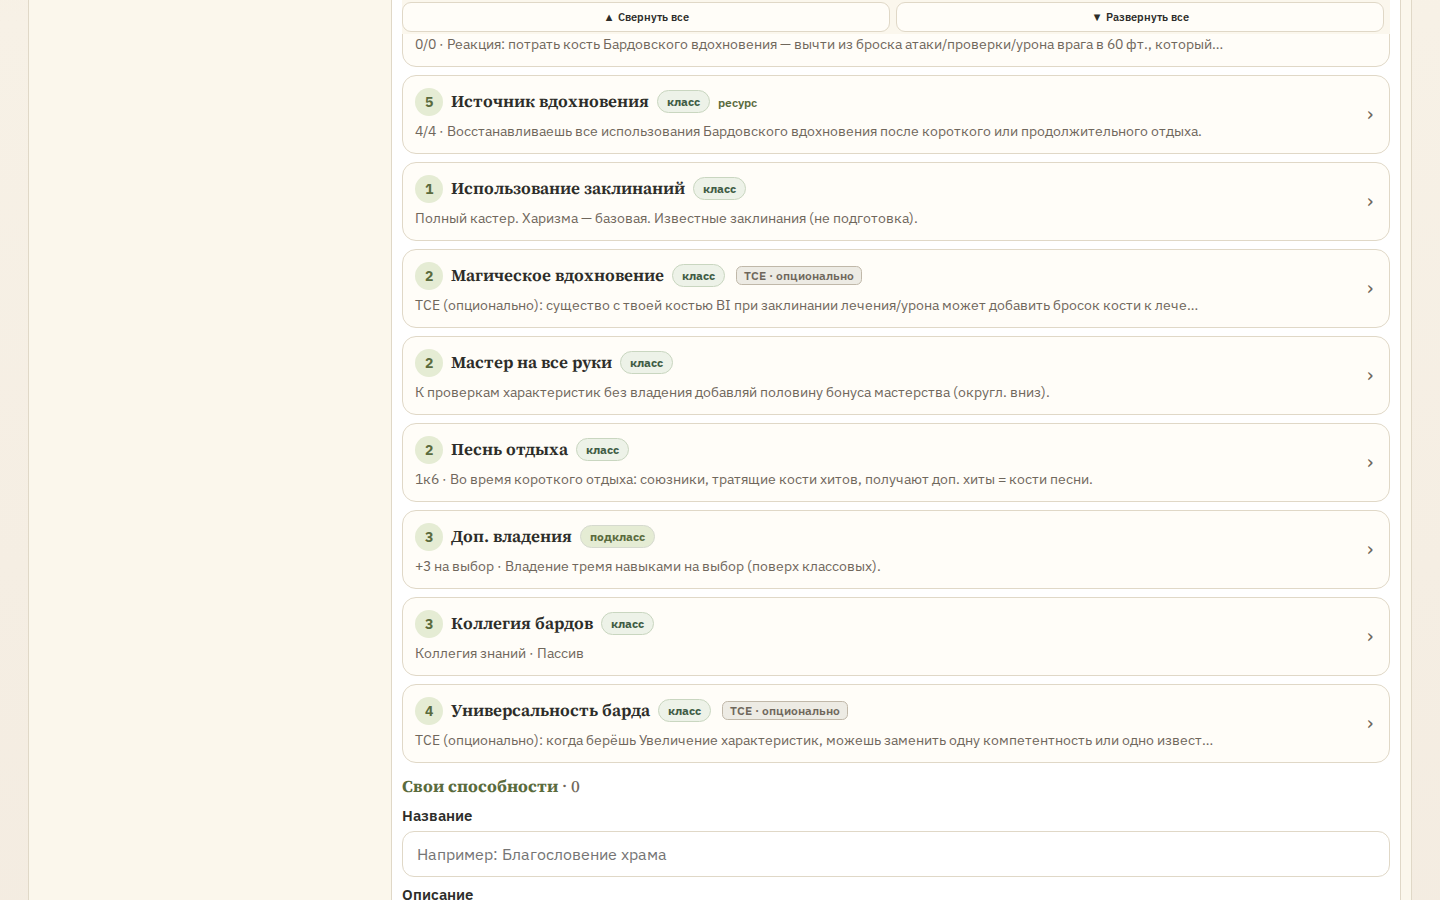 ▲ Свернуть все
▼ Развернуть все
0/0 · Реакция: потрать кость Бардовского вдохновения — вычти из броска атаки/проверки/урона врага в 60 фт., который…
5 Источник вдохновения класс ресурс
4/4 · Восстанавливаешь все использования Бардовского вдохновения после короткого или продолжительного отдыха.
1 Использование заклинаний класс
Полный кастер. Харизма — базовая. Известные заклинания (не подготовка).
2 Магическое вдохновение класс TCE · опционально
TCE (опционально): существо с твоей костью BI при заклинании лечения/урона может добавить бросок кости к лече…
2 Мастер на все руки класс
К проверкам характеристик без владения добавляй половину бонуса мастерства (округл. вниз).
2 Песнь отдыха класс
1к6 · Во время короткого отдыха: союзники, тратящие кости хитов, получают доп. хиты = кости песни.
3 Доп. владения подкласс
+3 на выбор · Владение тремя навыками на выбор (поверх классовых).
3 Коллегия бардов класс
Коллегия знаний · Пассив
4 Универсальность барда класс TCE · опционально
TCE (опционально): когда берёшь Увеличение характеристик, можешь заменить одну компетентность или одно извест…
Свои способности · 0
Название
Например: Благословение храма
Описание